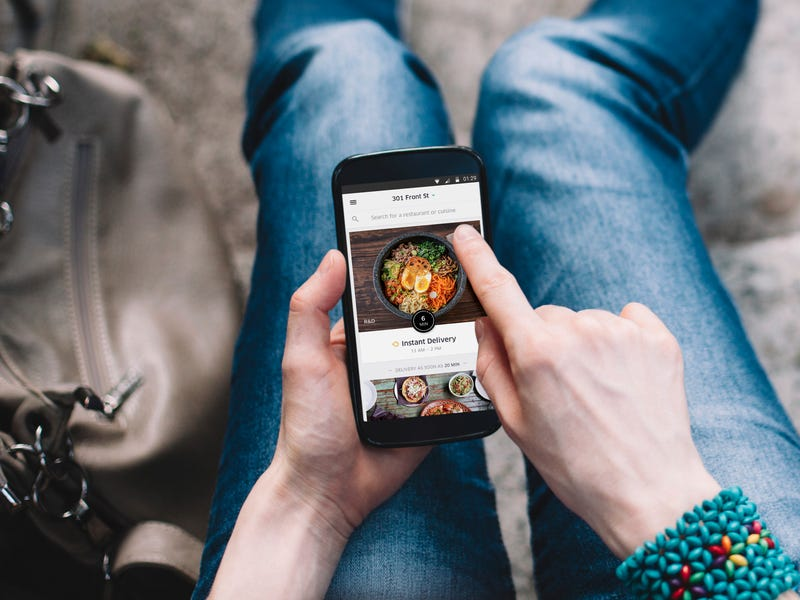 01:29
301 Front St
Search for a restaurant or cuisine
R&D
6
MIN
Instant Delivery
11 AM – 2 PM
DELIVERY AS SOON AS 20 MIN